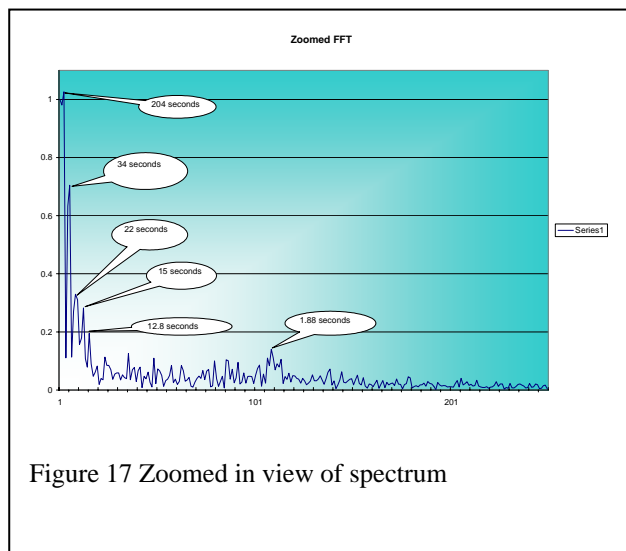 Zoomed FFT
1
0.8
0.6
0.4
0.2
0
1
101
201
204 seconds
34 seconds
22 seconds
15 seconds
12.8 seconds
1.88 seconds
Series1
Figure 17 Zoomed in view of spectrum